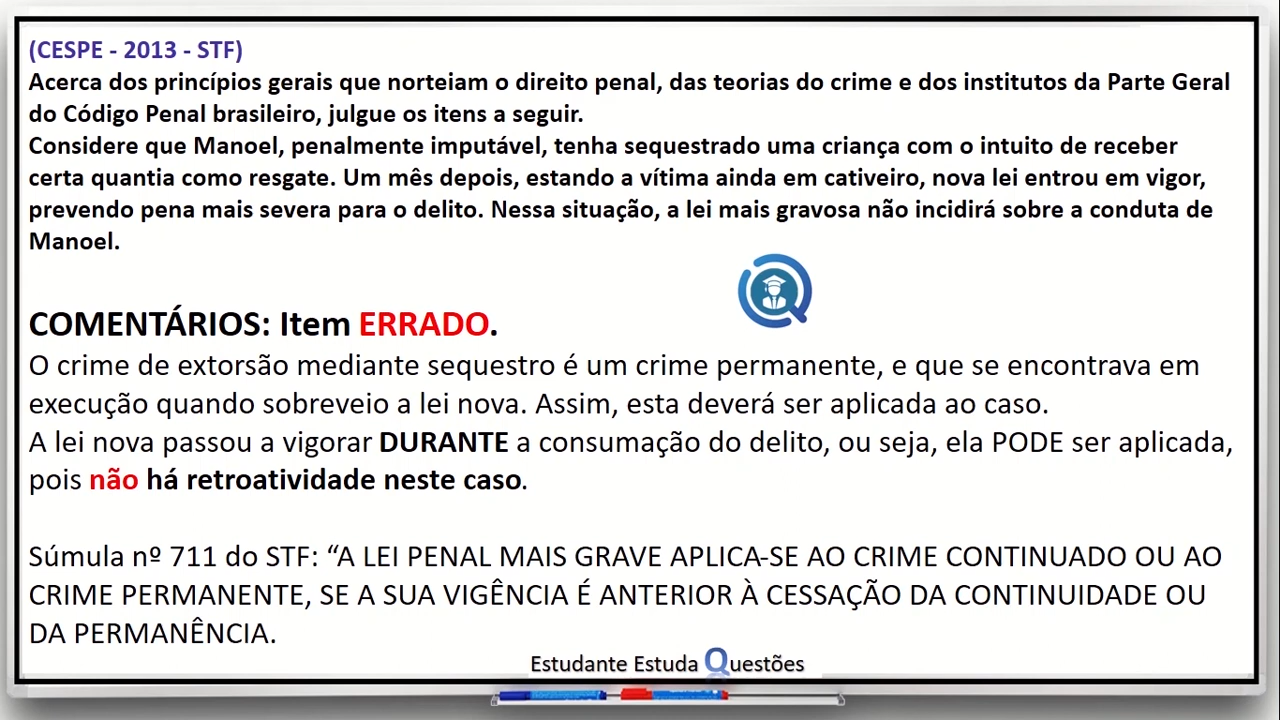 (CESPE - 2013 - STF)
Acerca dos princípios gerais que norteiam o direito penal, das teorias do crime e dos institutos da Parte Geral
do Código Penal brasileiro, julgue os itens a seguir.
Considere que Manoel, penalmente imputável, tenha sequestrado uma criança com o intuito de receber
certa quantia como resgate. Um mês depois, estando a vítima ainda em cativeiro, nova lei entrou em vigor,
prevendo pena mais severa para o delito. Nessa situação, a lei mais gravosa não incidirá sobre a conduta de
Manoel.
COMENTÁRIOS: Item ERRADO.
O crime de extorsão mediante sequestro é um crime permanente, e que se encontrava em
execução quando sobreveio a lei nova. Assim, esta deverá ser aplicada ao caso.
A lei nova passou a vigorar DURANTE a consumação do delito, ou seja, ela PODE ser aplicada,
pois não há retroatividade neste caso.
Súmula nº 711 do STF: “A LEI PENAL MAIS GRAVE APLICA-SE AO CRIME CONTINUADO OU AO
CRIME PERMANENTE, SE A SUA VIGÊNCIA É ANTERIOR À CESSAÇÃO DA CONTINUIDADE OU
DA PERMANÊNCIA.
Estudante Estuda Questões